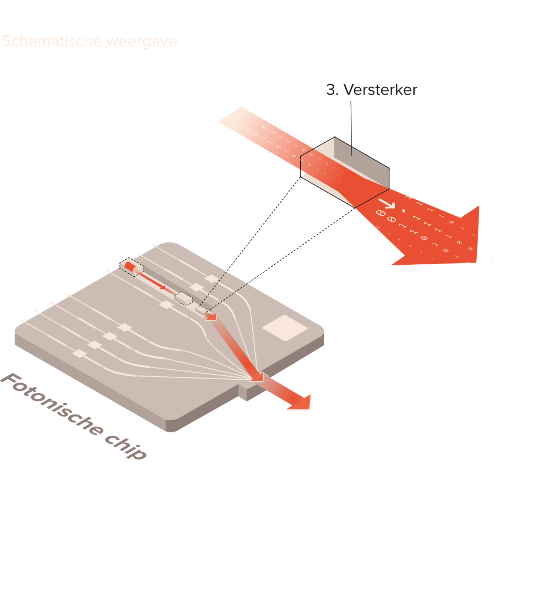 Schematische weergave
3. Versterker
Fotonische chip